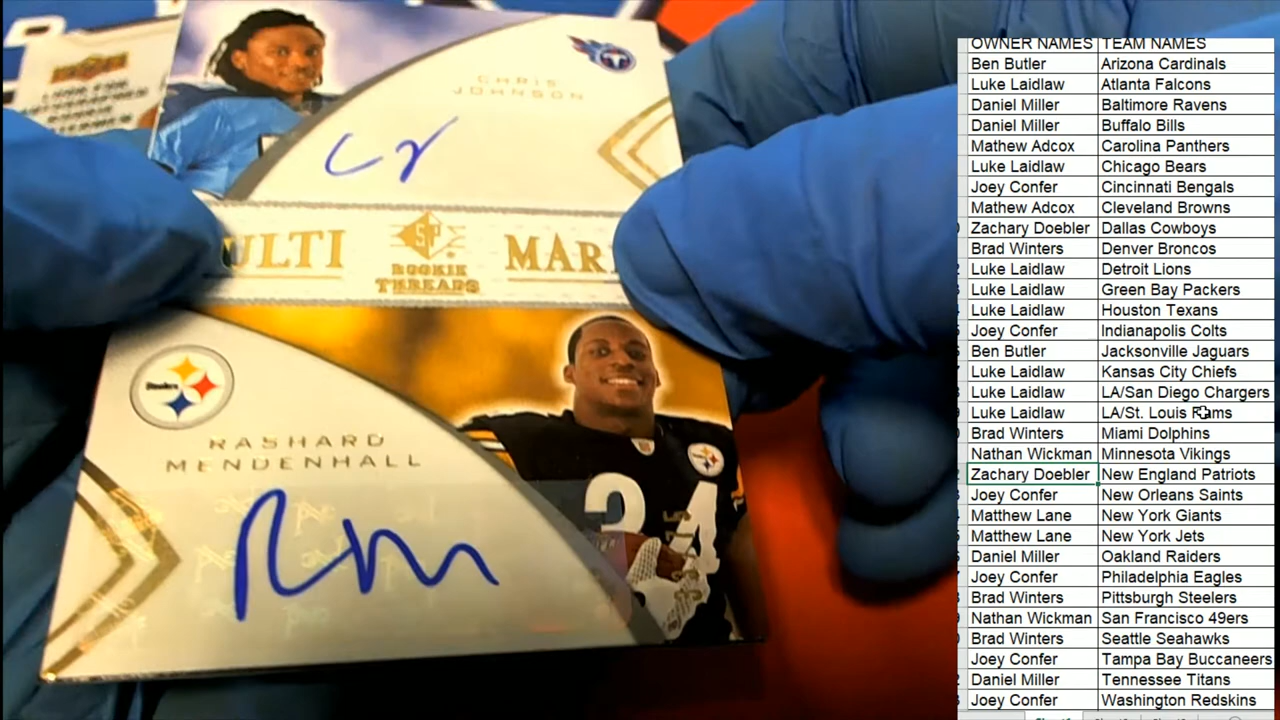 CHRIS
JOHNSON
CJ
ULTI
SP
ROOKIE
THREADS
MAR
Steelers
RASHARD
MENDENHALL
RM
34
OWNER NAMES TEAM NAMES
Ben Butler Arizona Cardinals
Luke Laidlaw Atlanta Falcons
Daniel Miller Baltimore Ravens
Daniel Miller Buffalo Bills
Mathew Adcox Carolina Panthers
Luke Laidlaw Chicago Bears
Joey Confer Cincinnati Bengals
Mathew Adcox Cleveland Browns
Zachary Doebler Dallas Cowboys
Brad Winters Denver Broncos
Luke Laidlaw Detroit Lions
Luke Laidlaw Green Bay Packers
Luke Laidlaw Houston Texans
Joey Confer Indianapolis Colts
Ben Butler Jacksonville Jaguars
Luke Laidlaw Kansas City Chiefs
Luke Laidlaw LA/San Diego Chargers
Luke Laidlaw LA/St. Louis Rams
Brad Winters Miami Dolphins
Nathan Wickman Minnesota Vikings
Zachary Doebler New England Patriots
Joey Confer New Orleans Saints
Matthew Lane New York Giants
Matthew Lane New York Jets
Daniel Miller Oakland Raiders
Joey Confer Philadelphia Eagles
Brad Winters Pittsburgh Steelers
Nathan Wickman San Francisco 49ers
Brad Winters Seattle Seahawks
Joey Confer Tampa Bay Buccaneers
Daniel Miller Tennessee Titans
Joey Confer Washington Redskins